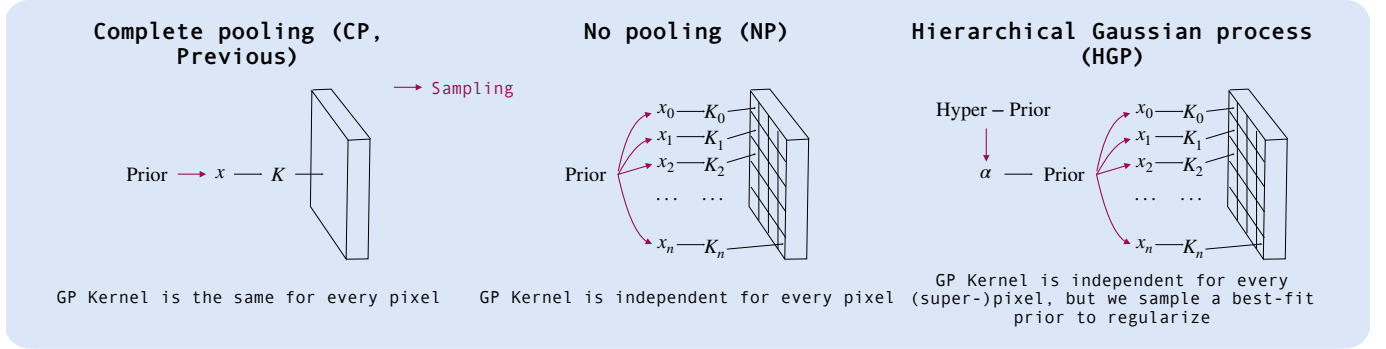 Complete pooling (CP,
Previous)
Sampling
Prior x K
GP Kernel is the same for every pixel
No pooling (NP)
x₀ K₀
x₁ K₁
x₂ K₂
Prior
... ...
xₙ Kₙ
GP Kernel is independent for every pixel
Hierarchical Gaussian process
(HGP)
Hyper – Prior
α Prior
x₀ K₀
x₁ K₁
x₂ K₂
... ...
xₙ Kₙ
GP Kernel is independent for every
(super-)pixel, but we sample a best-fit
prior to regularize